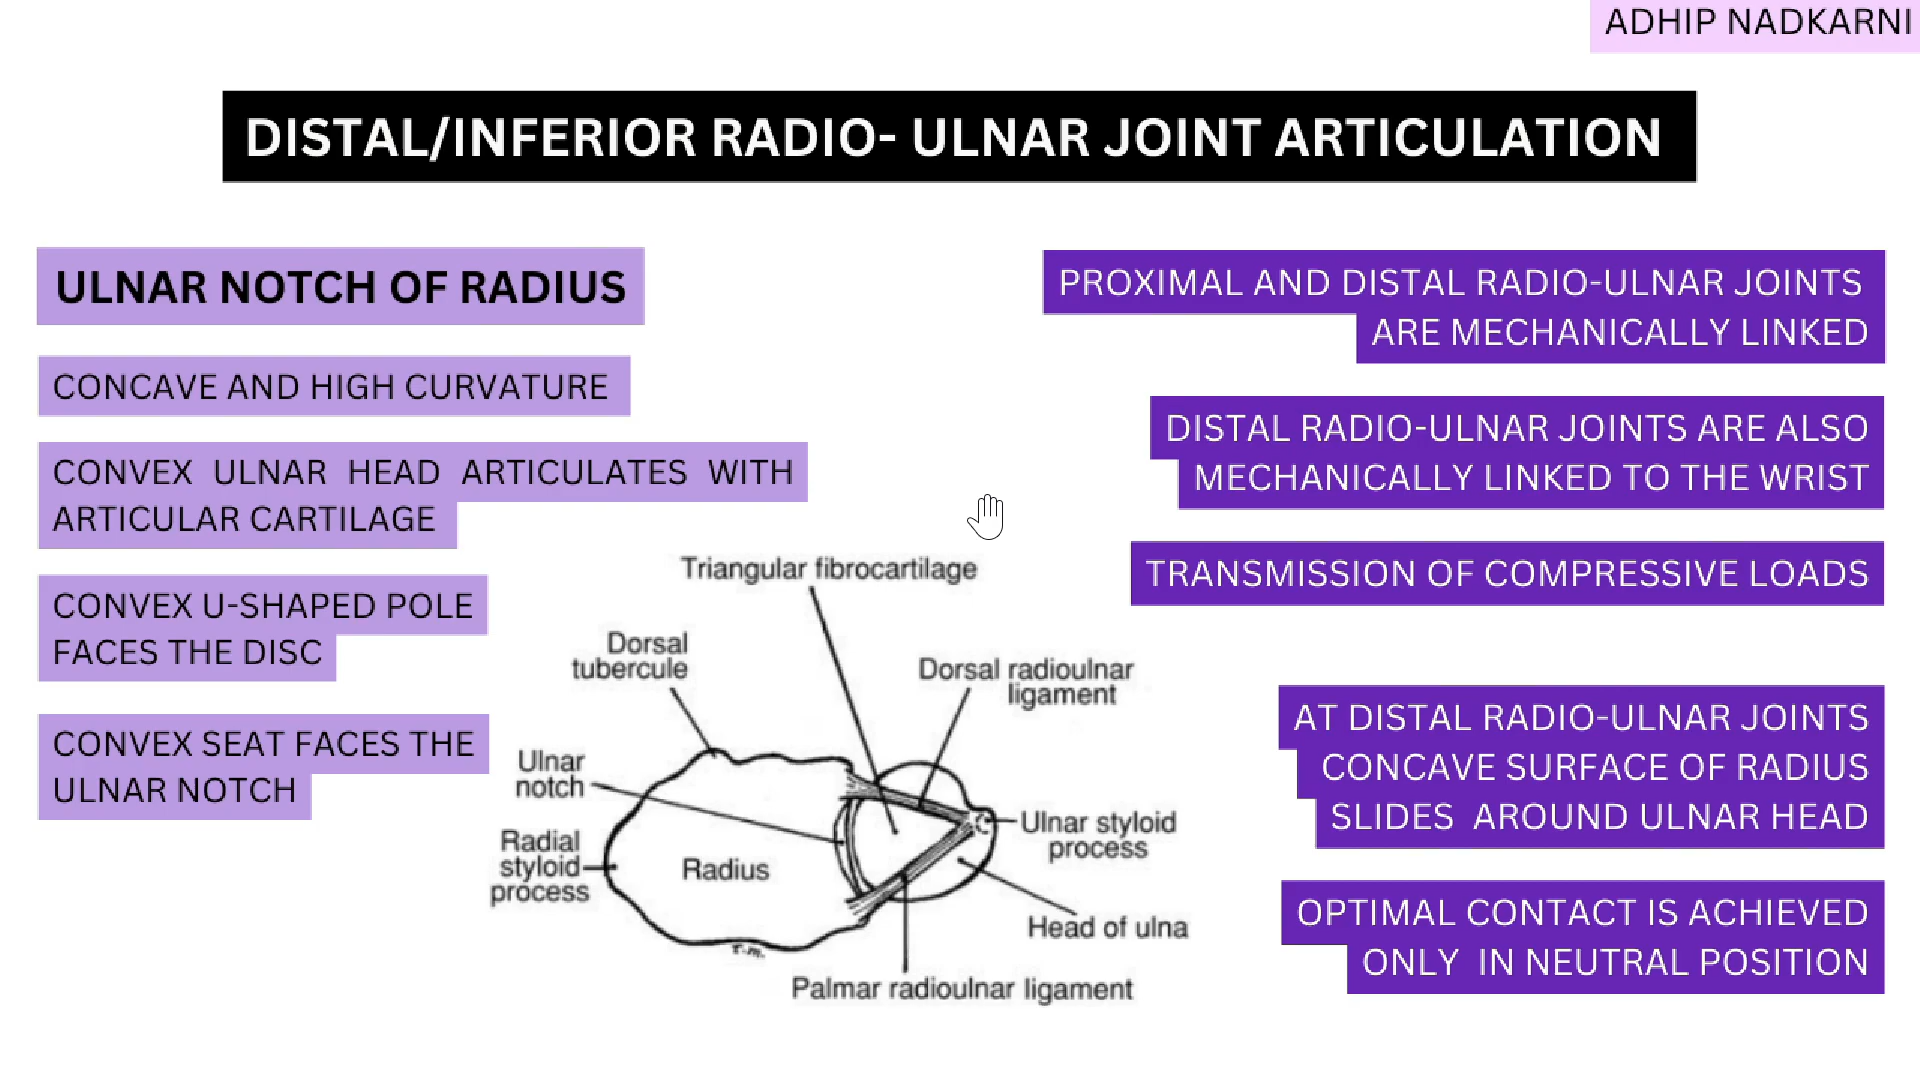 ADHIP NADKARNI
DISTAL/INFERIOR RADIO- ULNAR JOINT ARTICULATION
ULNAR NOTCH OF RADIUS
CONCAVE AND HIGH CURVATURE
CONVEX ULNAR HEAD ARTICULATES WITH
ARTICULAR CARTILAGE
CONVEX U-SHAPED POLE
FACES THE DISC
CONVEX SEAT FACES THE
ULNAR NOTCH
Triangular fibrocartilage
Dorsal
tubercule
Dorsal radioulnar
ligament
Ulnar
notch
Radial
styloid
process
Radius
Ulnar styloid
process
Head of ulna
r.m.
Palmar radioulnar ligament
PROXIMAL AND DISTAL RADIO-ULNAR JOINTS
ARE MECHANICALLY LINKED
DISTAL RADIO-ULNAR JOINTS ARE ALSO
MECHANICALLY LINKED TO THE WRIST
TRANSMISSION OF COMPRESSIVE LOADS
AT DISTAL RADIO-ULNAR JOINTS
CONCAVE SURFACE OF RADIUS
SLIDES AROUND ULNAR HEAD
OPTIMAL CONTACT IS ACHIEVED
ONLY IN NEUTRAL POSITION